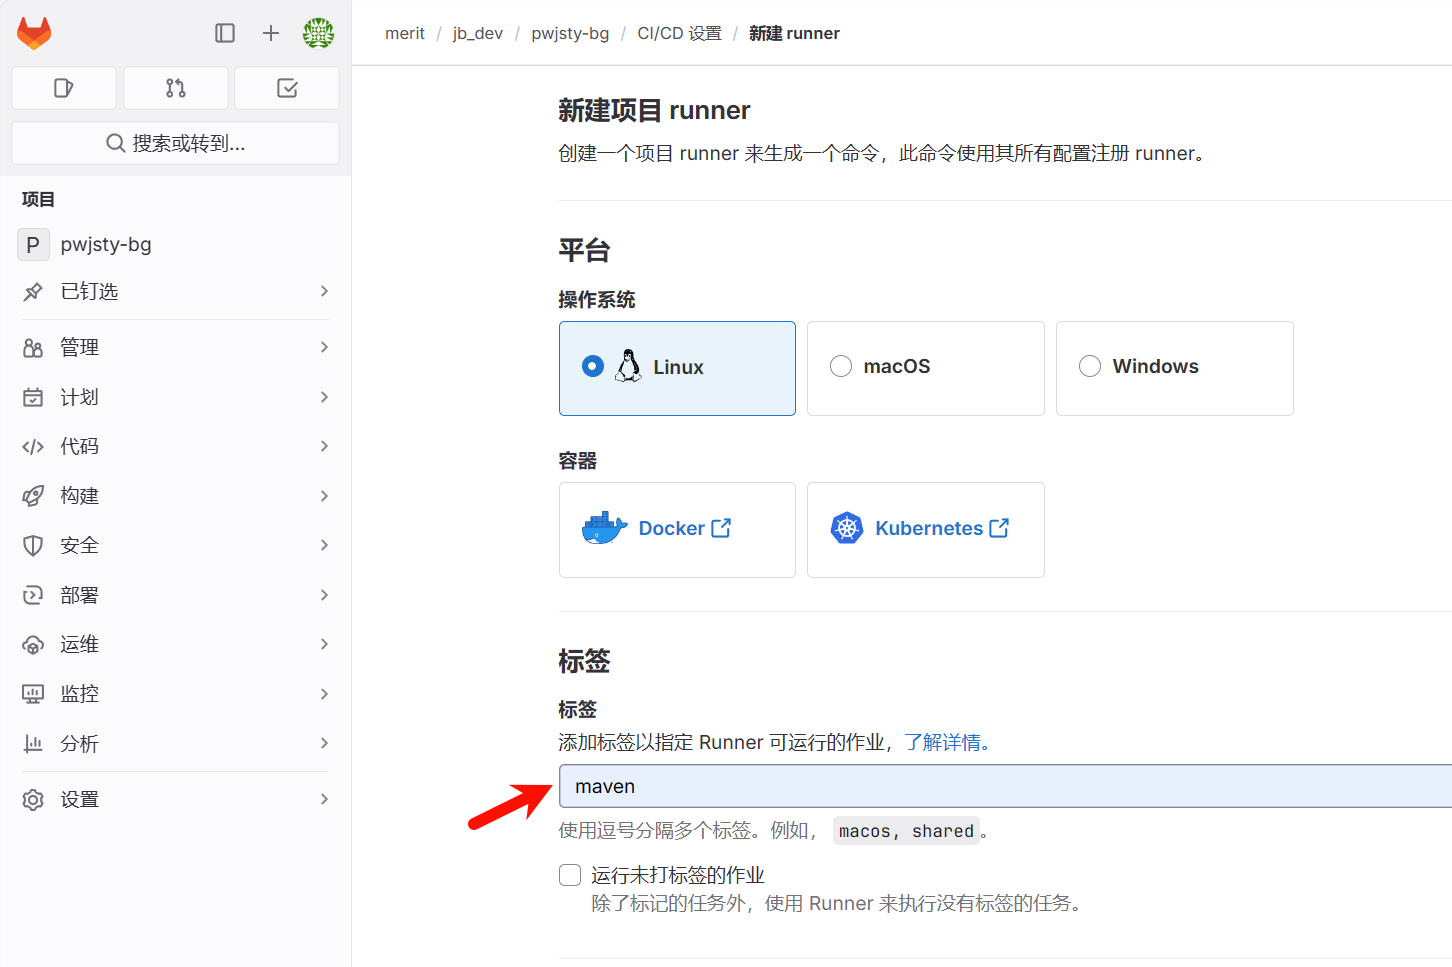 merit / jb_dev / pwjsty-bg / CI/CD 设置 / 新建 runner
搜索或转到...
项目
P pwjsty-bg
已钉选
管理
计划
代码
构建
安全
部署
运维
监控
分析
设置
新建项目 runner
创建一个项目 runner 来生成一个命令，此命令使用其所有配置注册 runner。
平台
操作系统
Linux
macOS
Windows
容器
Docker
Kubernetes
标签
标签
添加标签以指定 Runner 可运行的作业，了解详情。
maven
使用逗号分隔多个标签。例如， macos, shared 。
运行未打标签的作业
除了标记的任务外，使用 Runner 来执行没有标签的任务。